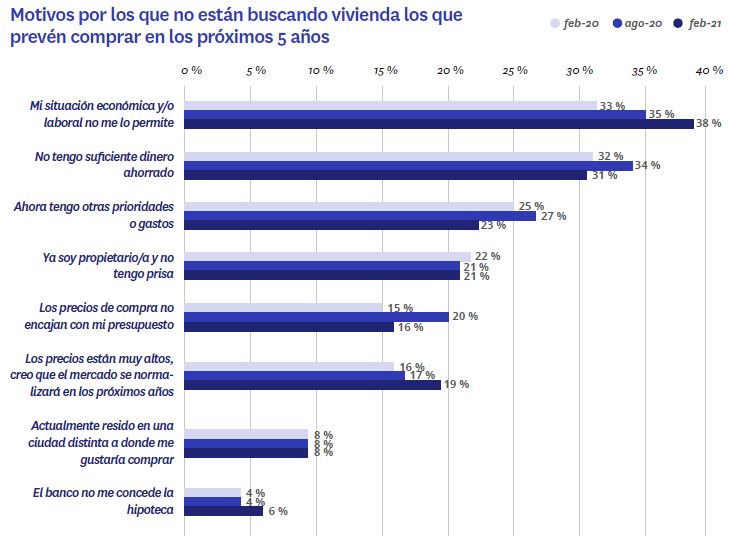 Motivos por los que no están buscando vivienda los que
prevén comprar en los próximos 5 años
feb-20 ago-20 feb-21
0 % 5 % 10 % 15 % 20 % 25 % 30 % 35 % 40 %
Mi situación económica y/o
laboral no me lo permite
33 %
35 %
38 %
No tengo suficiente dinero
ahorrado
32 %
34 %
31 %
Ahora tengo otras prioridades
o gastos
25 %
27 %
23 %
Ya soy propietario/a y no
tengo prisa
22 %
21 %
21 %
Los precios de compra no
encajan con mi presupuesto
15 %
20 %
16 %
Los precios están muy altos,
creo que el mercado se norma-
lizará en los próximos años
16 %
17 %
19 %
Actualmente resido en una
ciudad distinta a donde me
gustaría comprar
8 %
8 %
8 %
El banco no me concede la
hipoteca
4 %
4 %
6 %